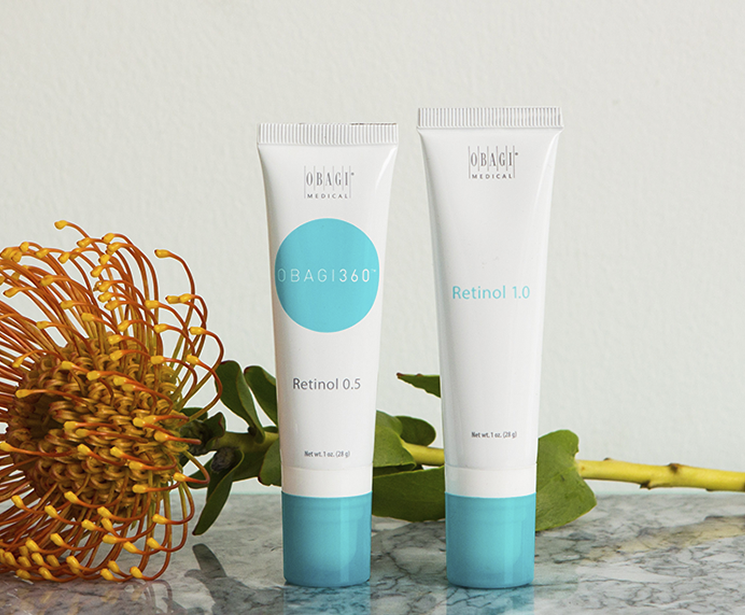 OBAGI®
MEDICAL
OBAGI360™
Retinol 0.5
Net wt. 1 oz. (28 g)
OBAGI®
MEDICAL
Retinol 1.0
Net wt. 1 oz. (28 g)